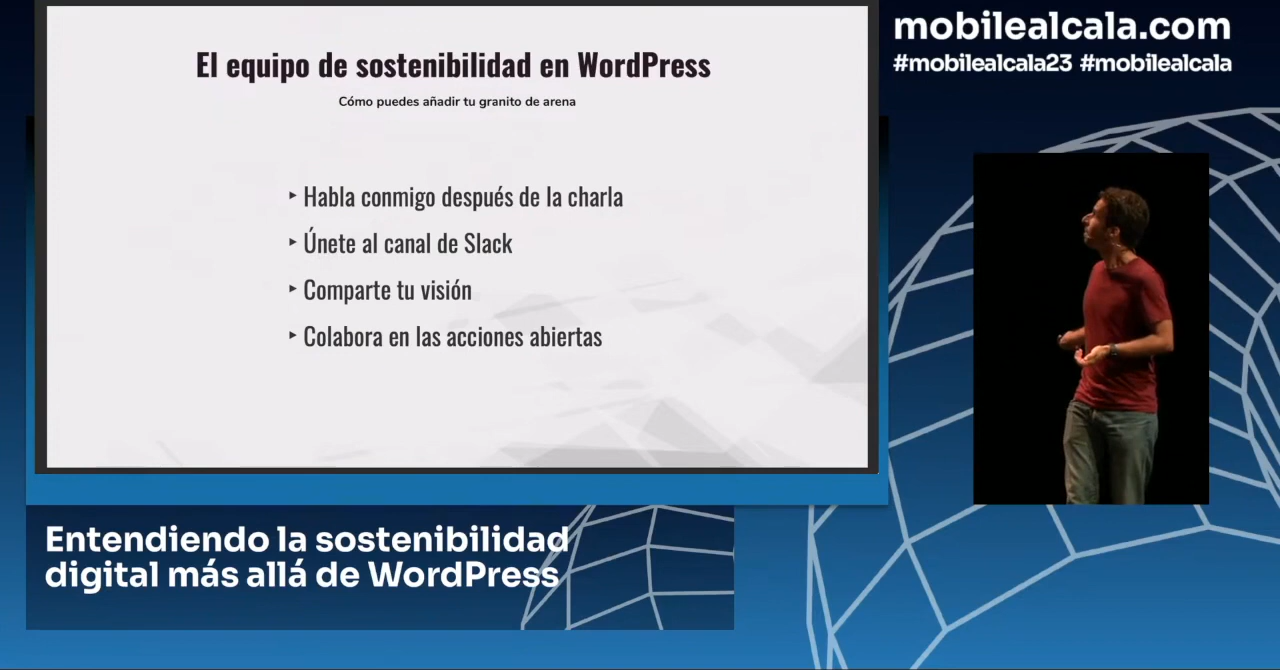 El equipo de sostenibilidad en WordPress
Cómo puedes añadir tu granito de arena
‣ Habla conmigo después de la charla
‣ Únete al canal de Slack
‣ Comparte tu visión
‣ Colabora en las acciones abiertas
mobilealcala.com
#mobilealcala23 #mobilealcala
Entendiendo la sostenibilidad
digital más allá de WordPress